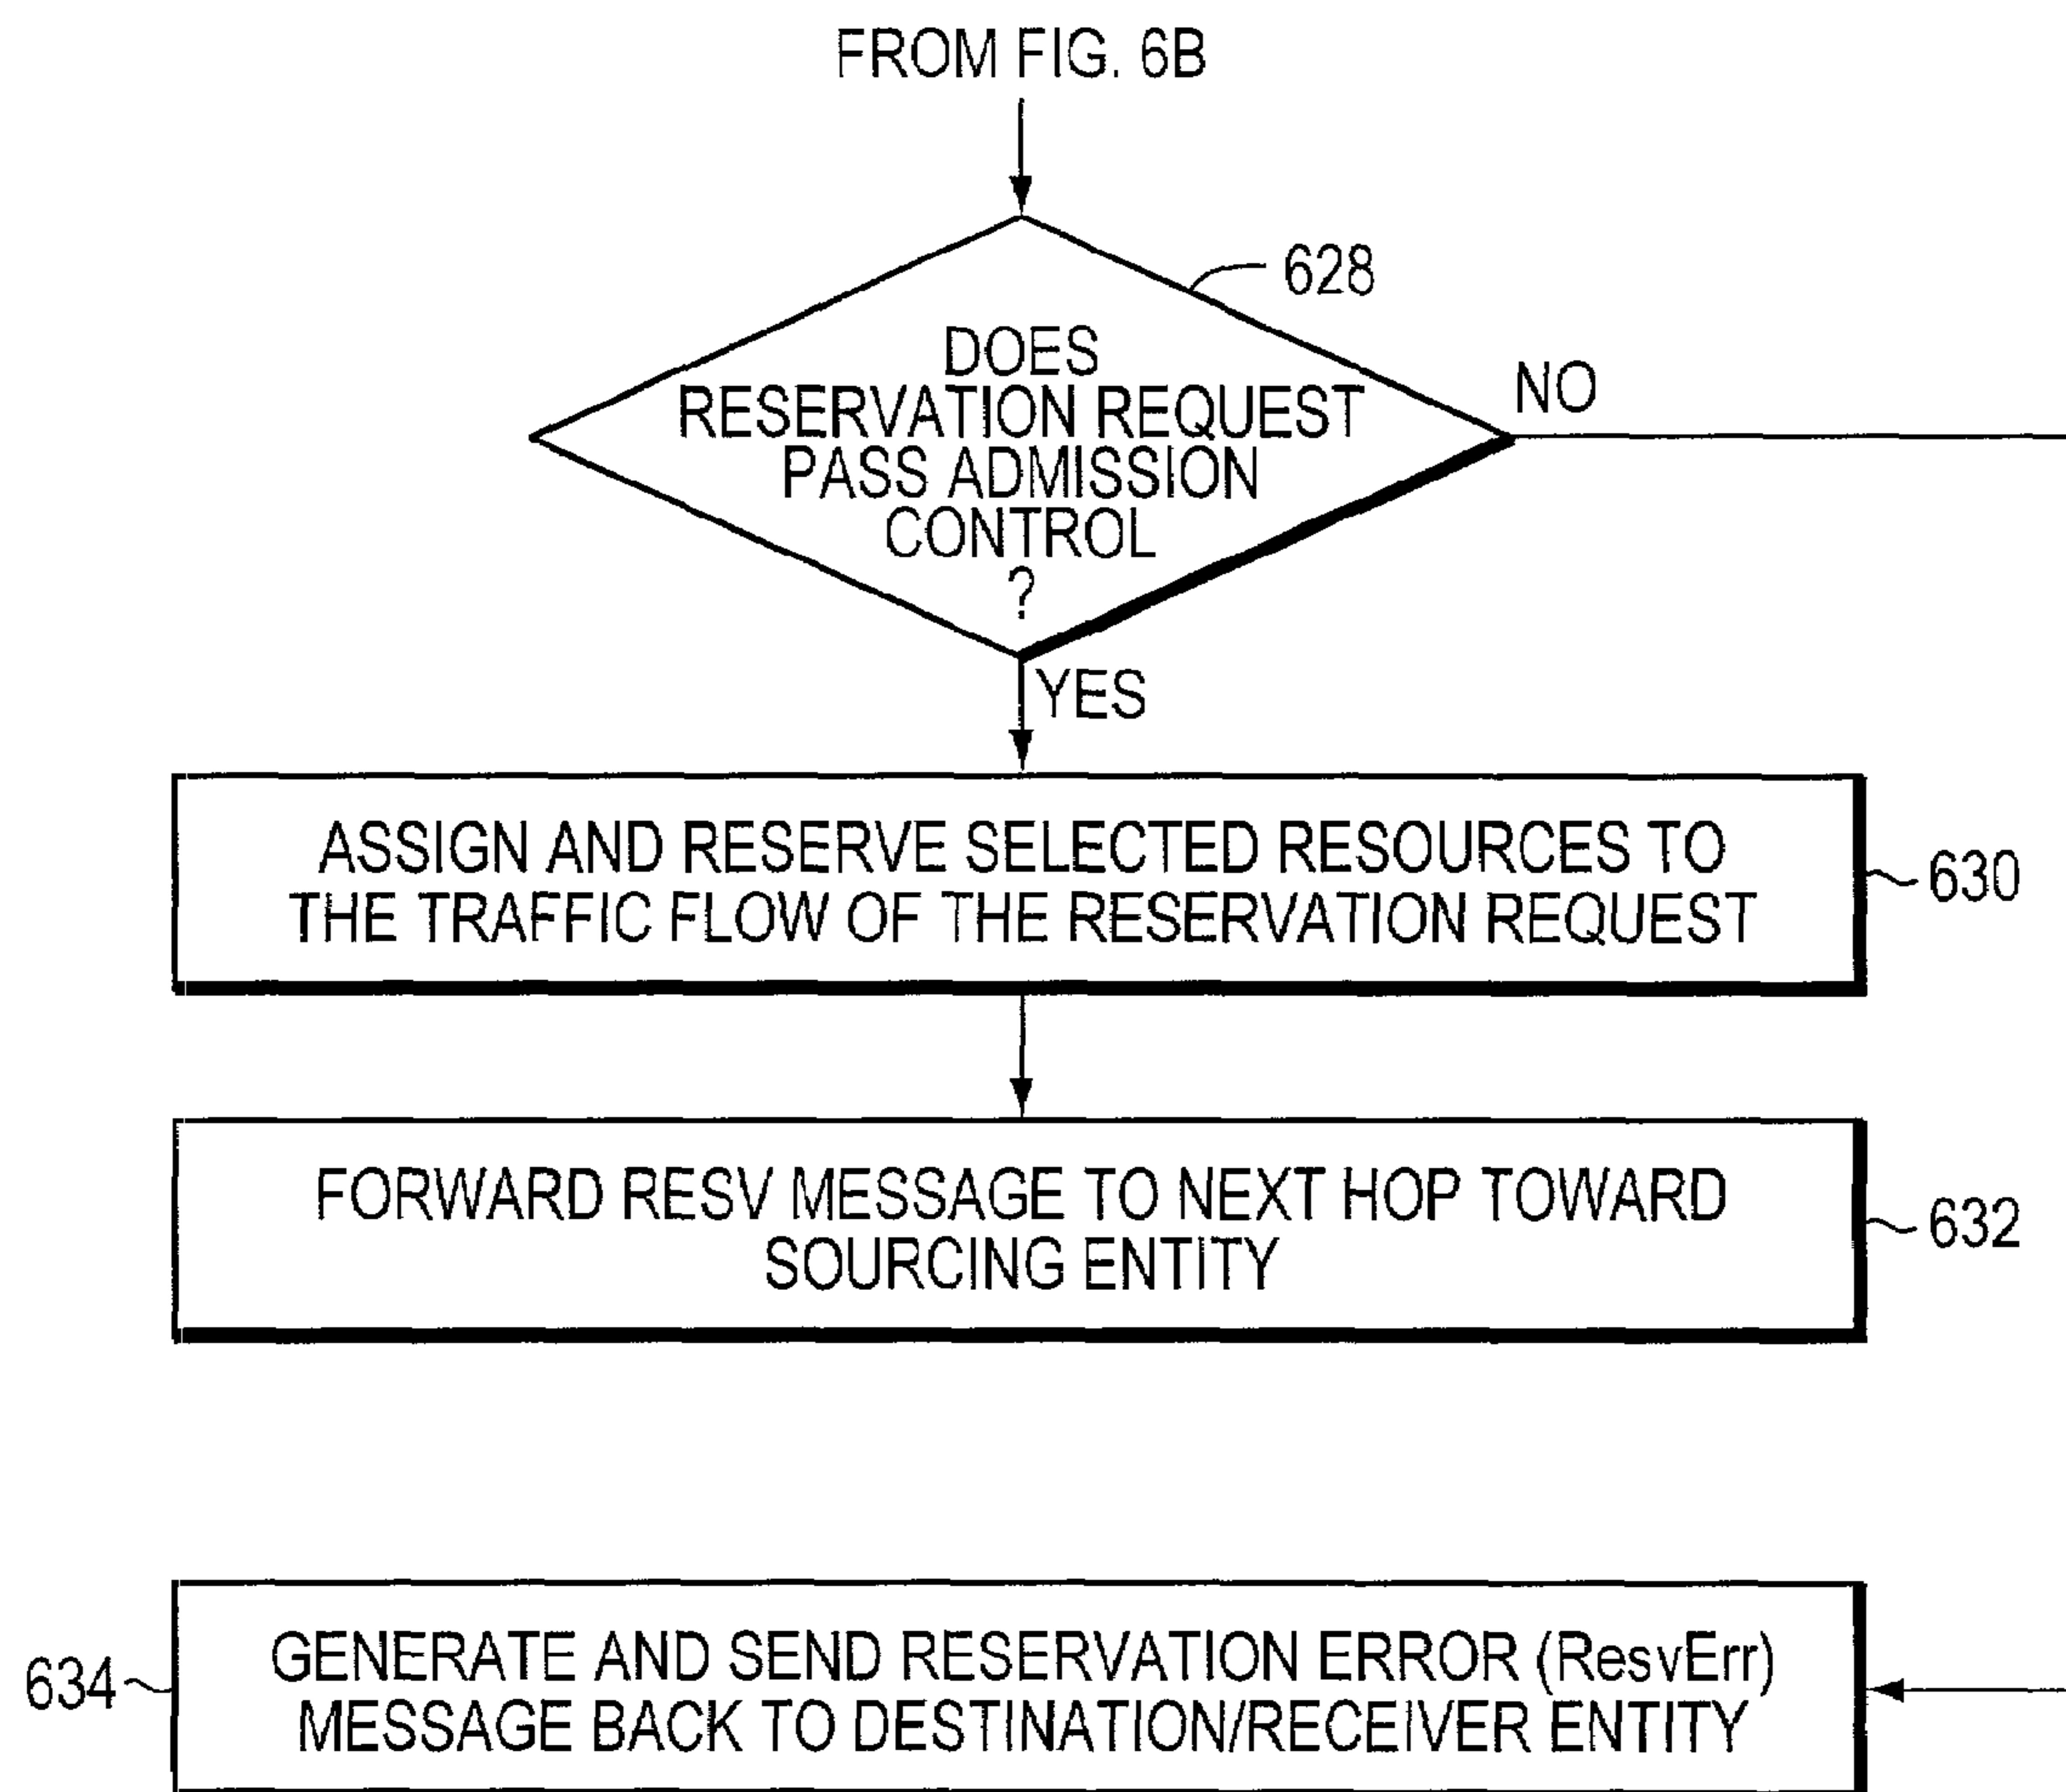 FROM FIG. 6B
628
DOES
RESERVATION REQUEST
PASS ADMISSION
CONTROL
?
NO
YES
ASSIGN AND RESERVE SELECTED RESOURCES TO
THE TRAFFIC FLOW OF THE RESERVATION REQUEST
630
FORWARD RESV MESSAGE TO NEXT HOP TOWARD
SOURCING ENTITY
632
634
GENERATE AND SEND RESERVATION ERROR (ResvErr)
MESSAGE BACK TO DESTINATION/RECEIVER ENTITY